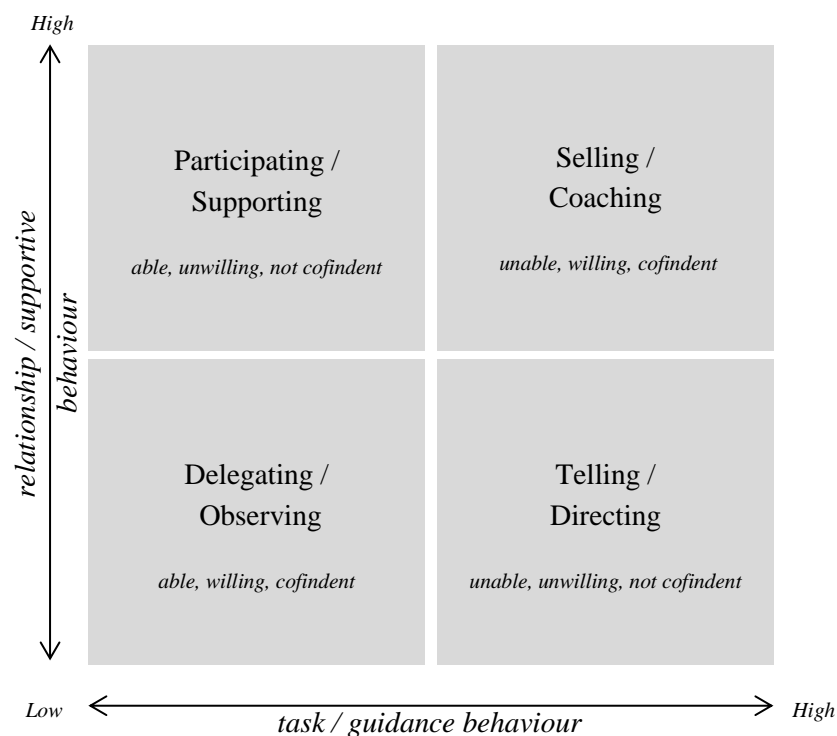 High
Participating /
Supporting
able, unwilling, not cofindent
Selling /
Coaching
unable, willing, cofindent
relationship / supportive
behaviour
Delegating /
Observing
able, willing, cofindent
Telling /
Directing
unable, unwilling, not cofindent
Low
task / guidance behaviour
High